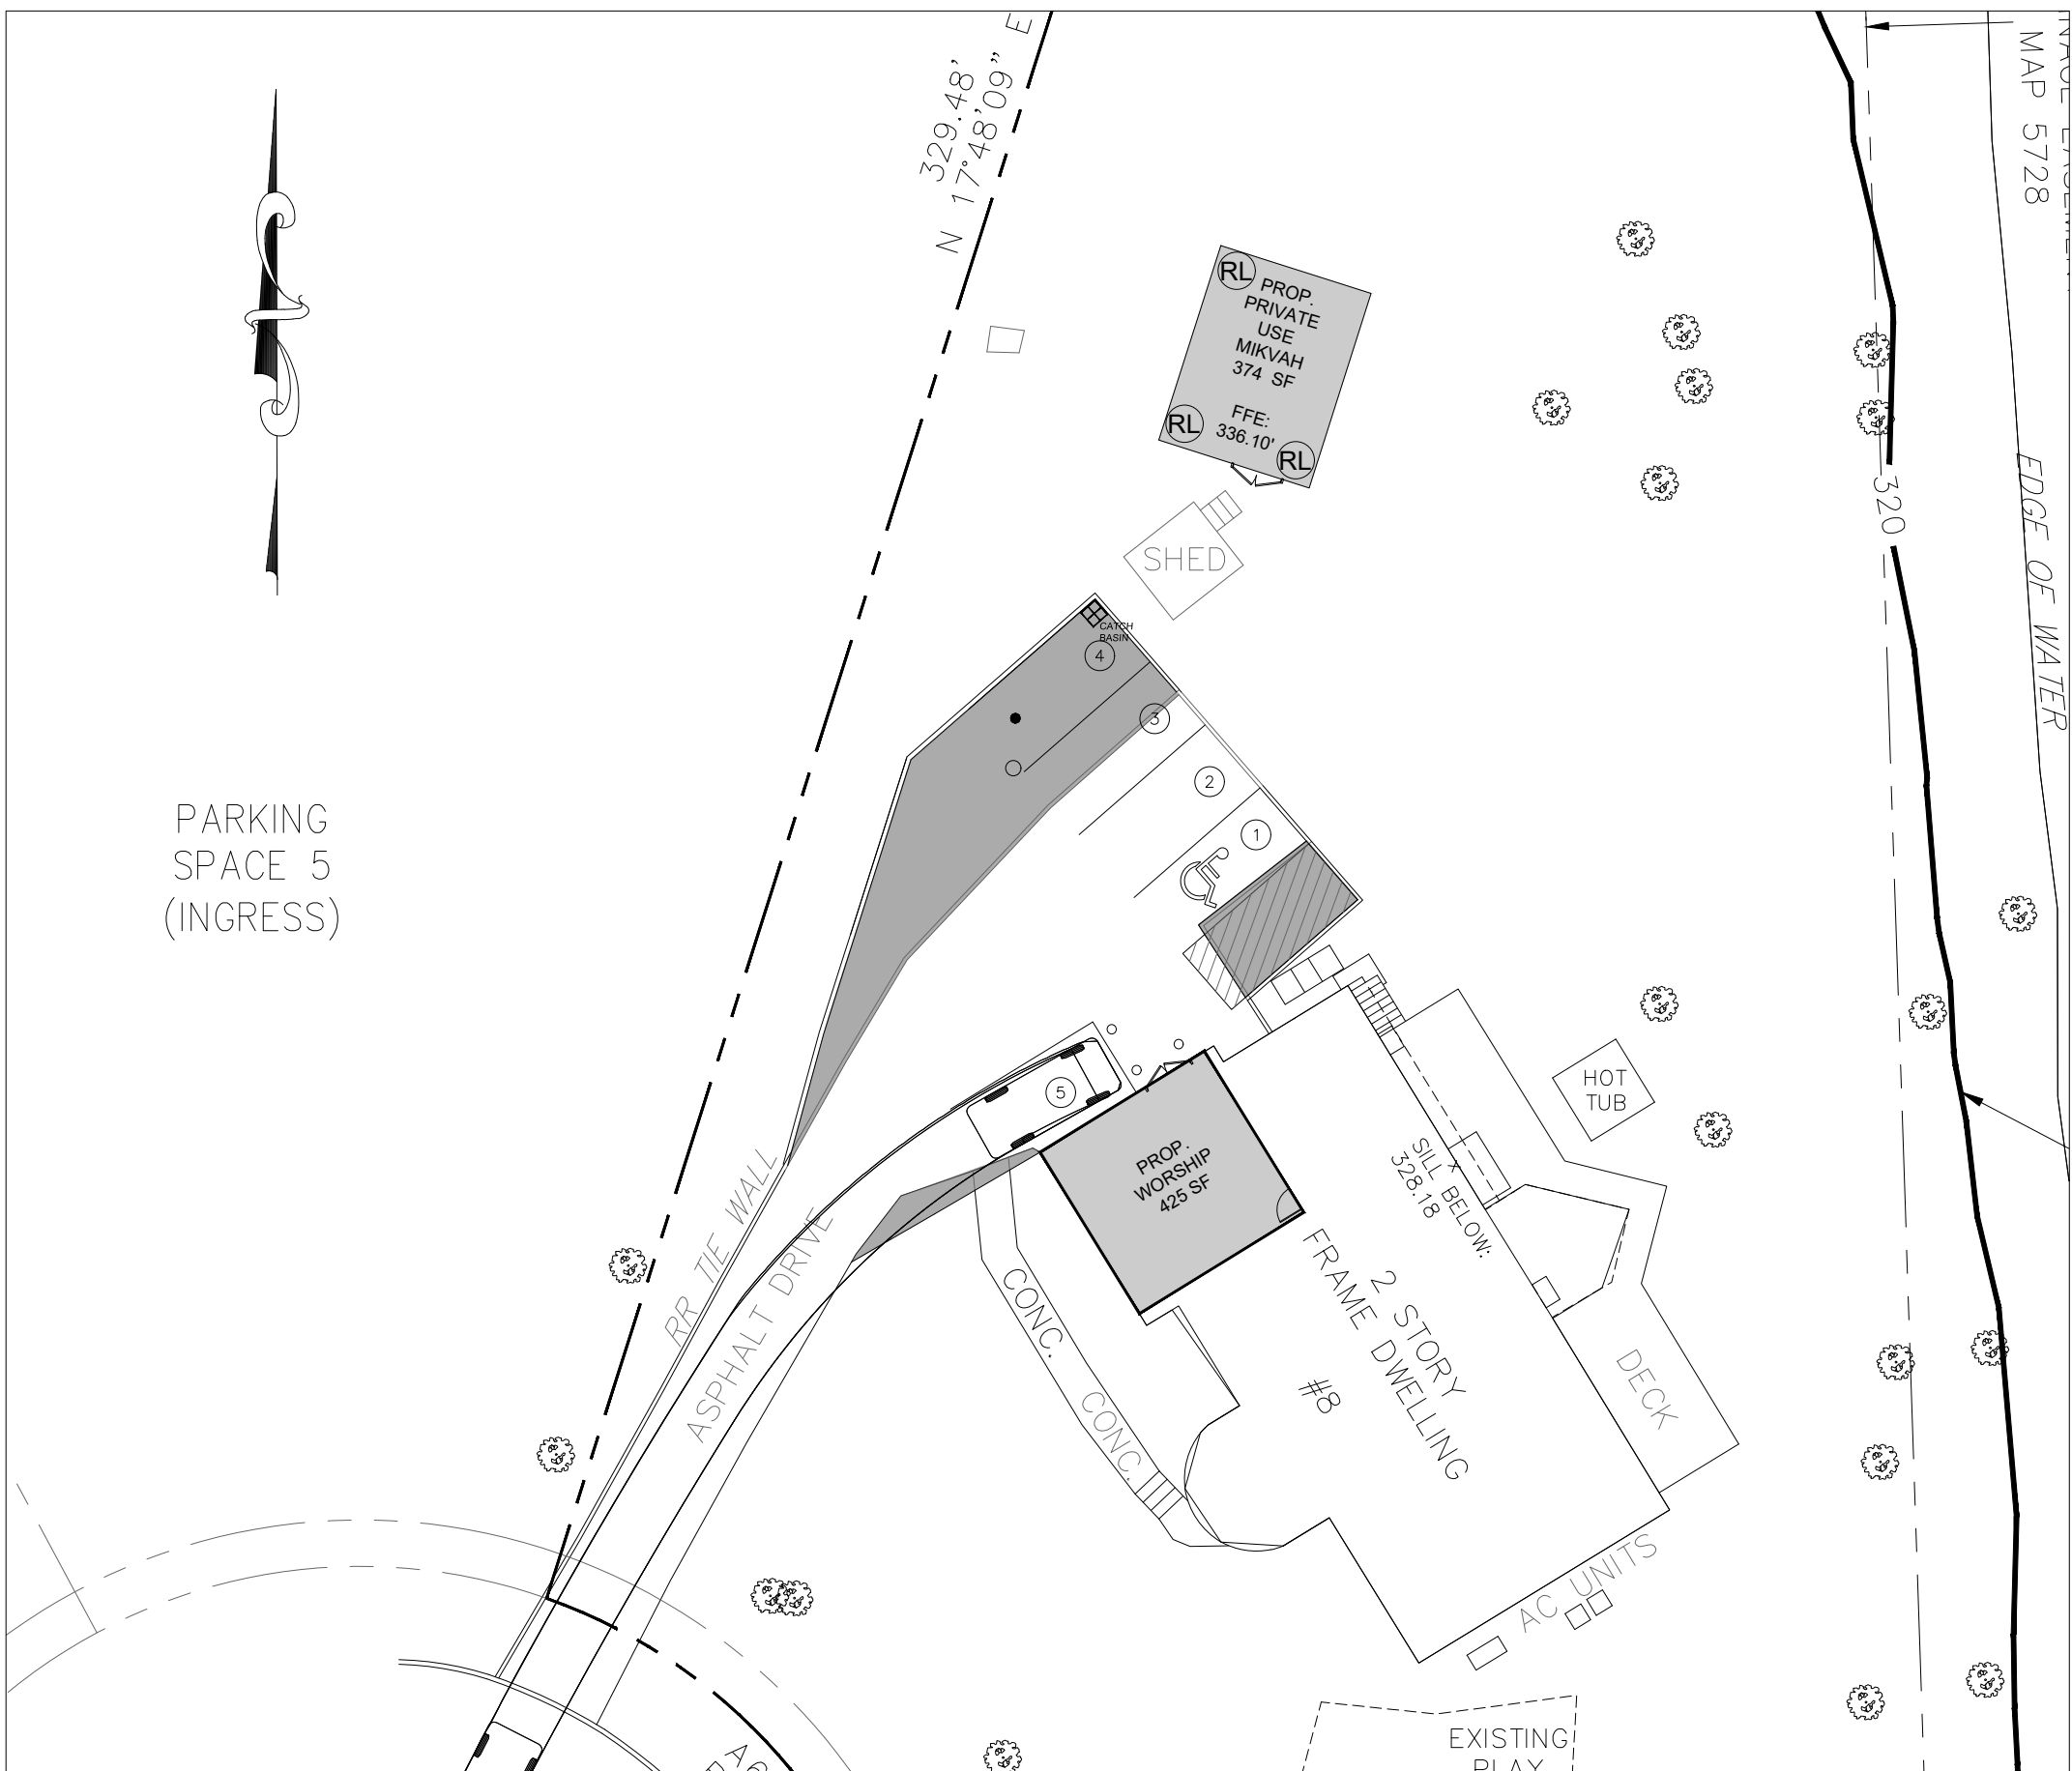 329.48'
N 17°48'09" E
MAP 5728
RL
PROP.
PRIVATE
USE
MIKVAH
374 SF
FFE:
336.10'
RL
RL
320
EDGE OF WATER
SHED
CATCH
BASIN
4
3
2
1
PARKING
SPACE 5
(INGRESS)
5
HOT
TUB
PROP.
WORSHIP
425 SF
SILL BELOW:
328.18
X
RR TIE WALL
ASPHALT DRIVE
CONC.
CONC.
2 STORY
FRAME DWELLING
#8
DECK
AC UNITS
EXISTING
PLAY